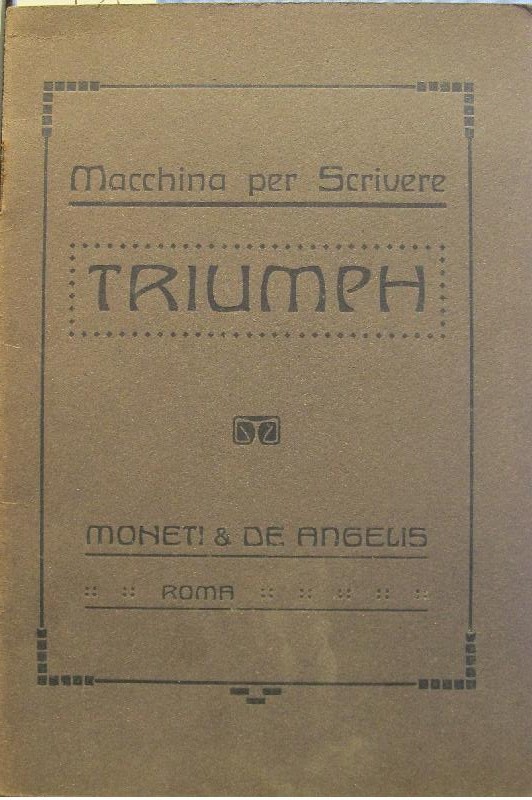 Macchina per Scrivere
TRIUMPH
MONETI & DE ANGELIS
ROMA